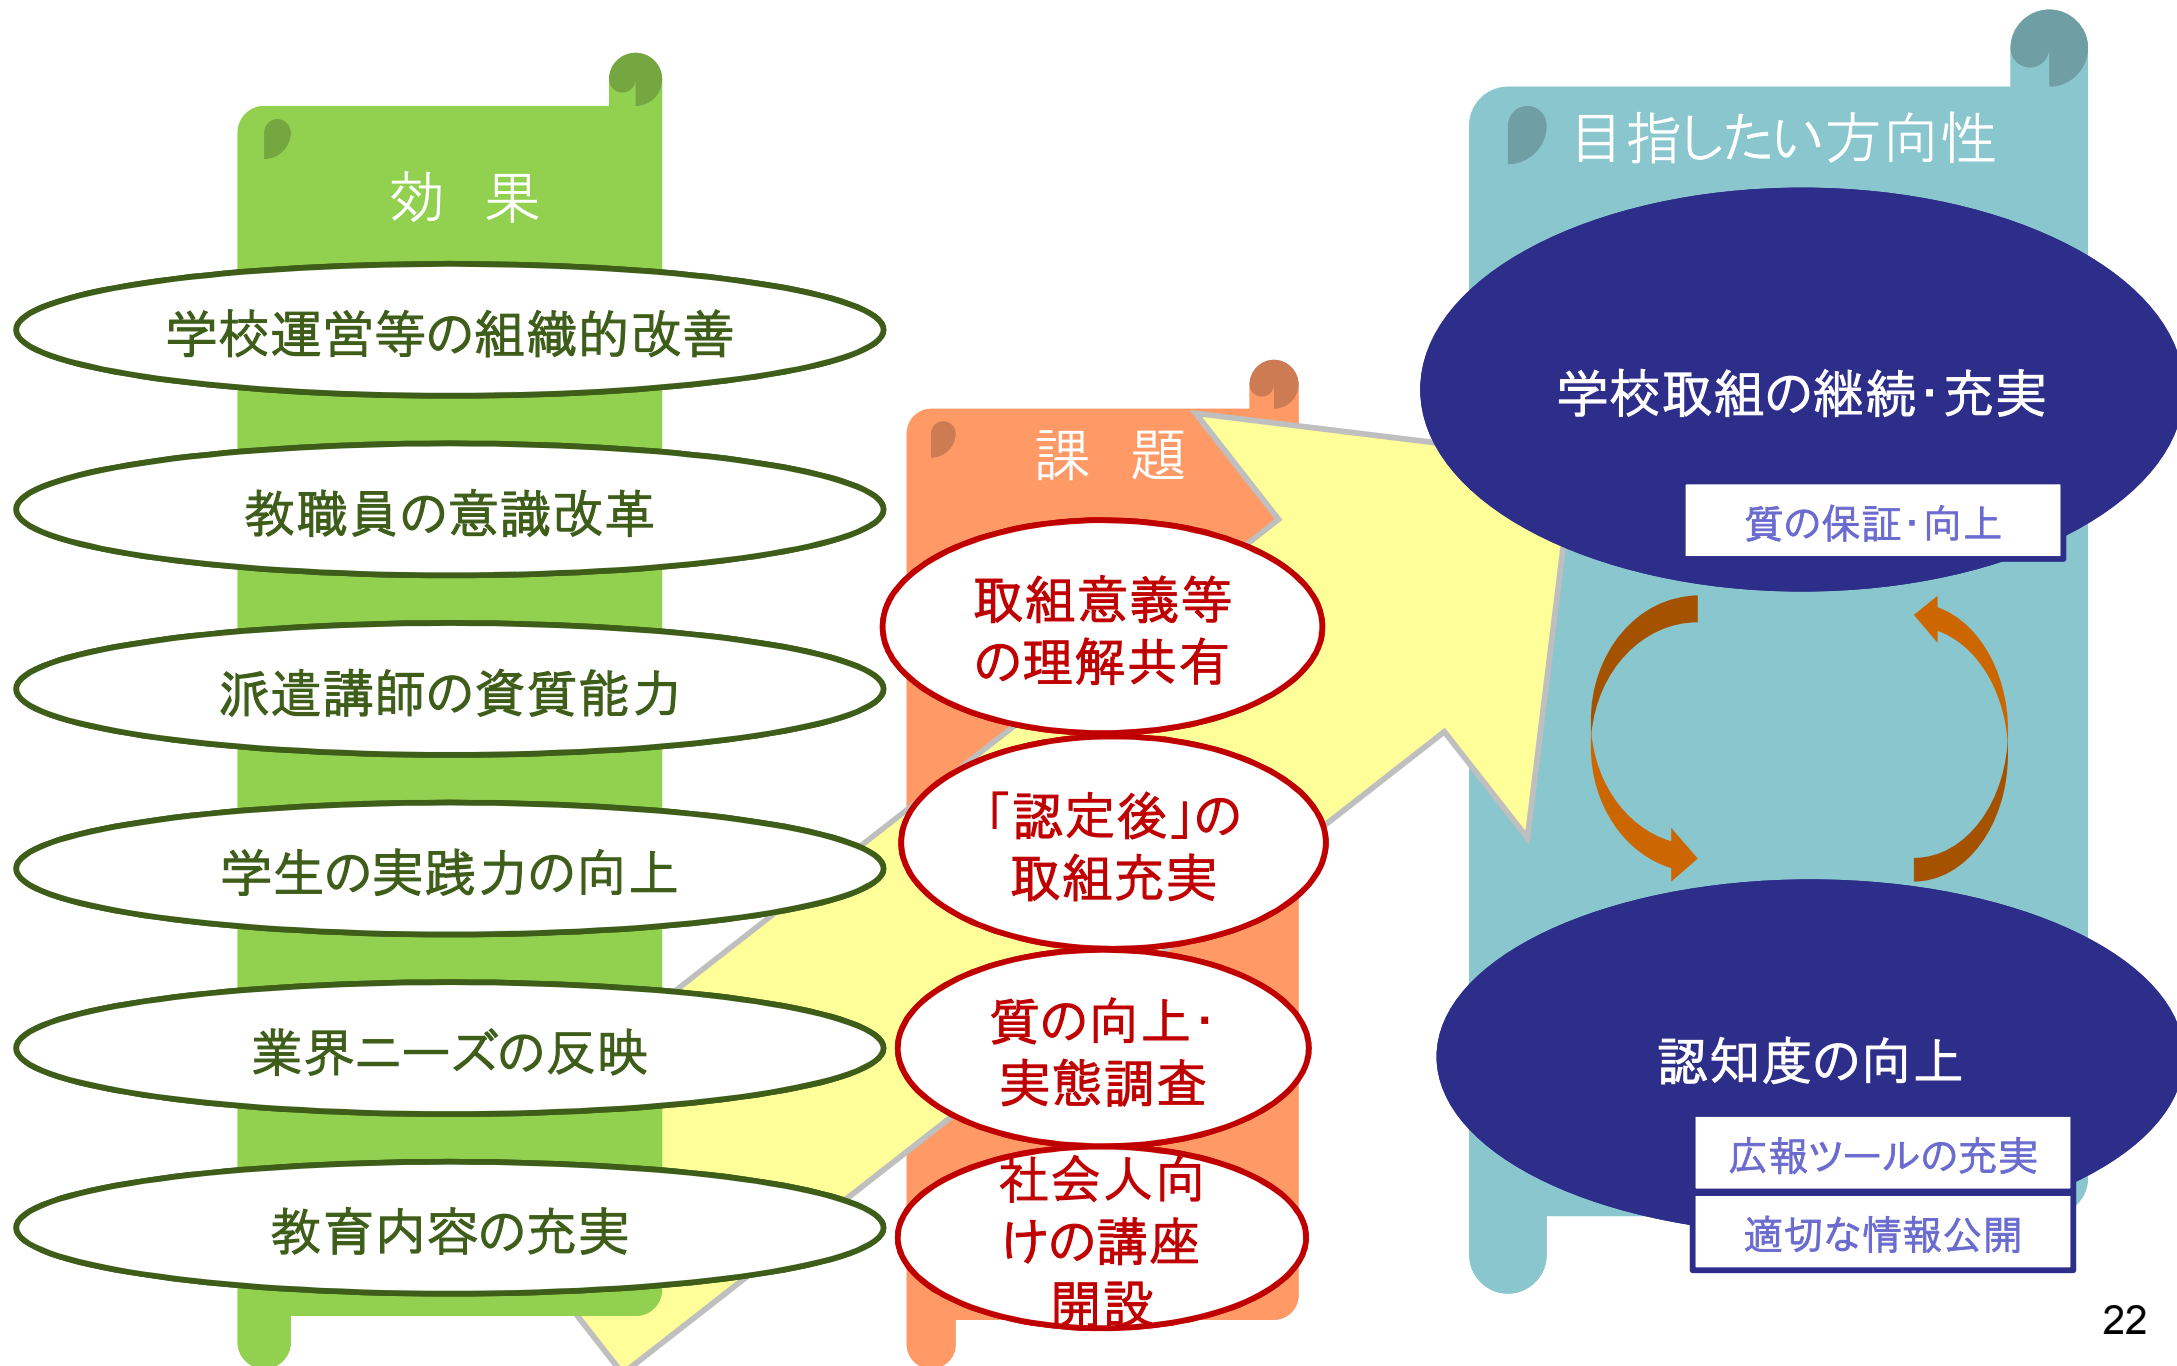 効　果
学校運営等の組織的改善
教職員の意識改革
派遣講師の資質能力
学生の実践力の向上
業界ニーズの反映
教育内容の充実
課　題
取組意義等
の理解共有
「認定後」の
取組充実
質の向上・
実態調査
社会人向
けの講座
開設
目指したい方向性
学校取組の継続・充実
質の保証・向上
認知度の向上
広報ツールの充実
適切な情報公開
22